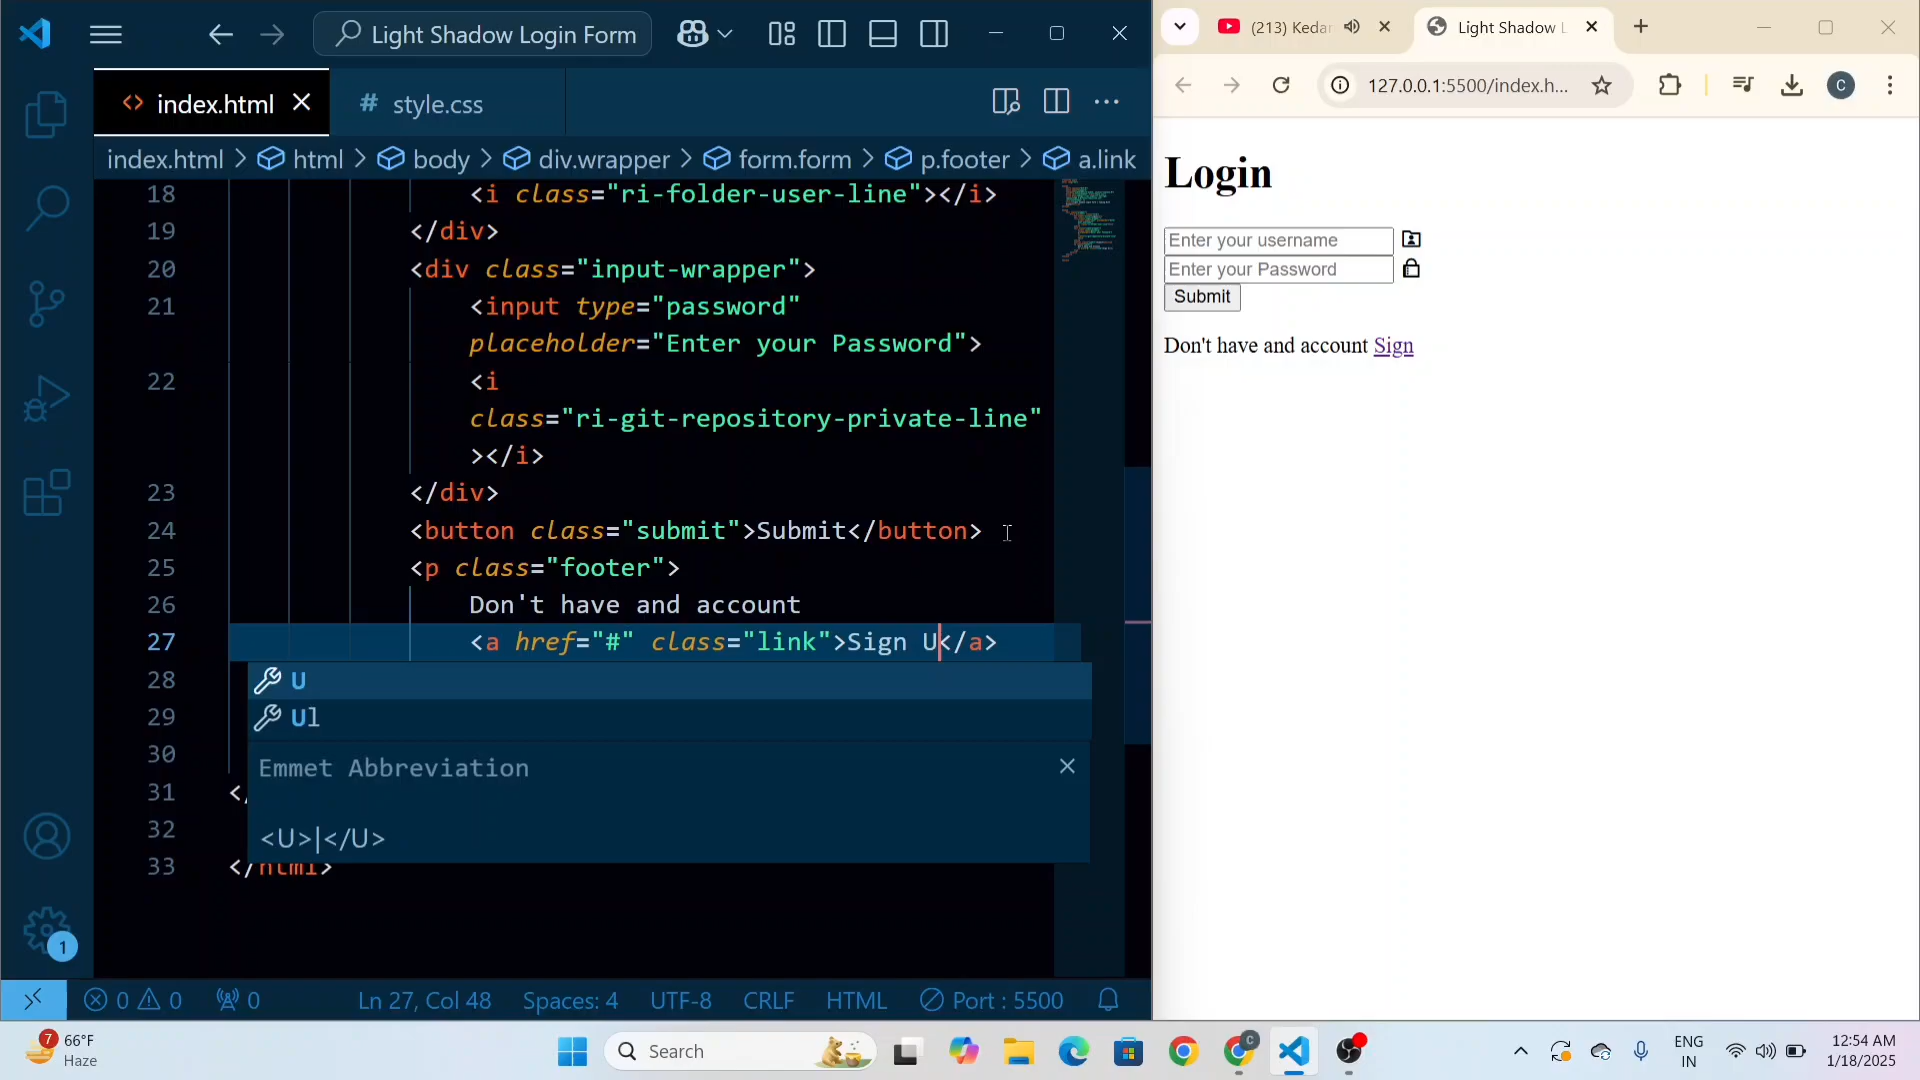 Light Shadow Login Form
index.html
# style.css
index.html > html > body > div.wrapper > form.form > p.footer > a.link
18 <i class="ri-folder-user-line"></i>
19 </div>
20 <div class="input-wrapper">
21 <input type="password"
placeholder="Enter your Password">
22 <i
class="ri-git-repository-private-line"
></i>
23 </div>
24 <button class="submit">Submit</button>
25 <p class="footer">
26 Don't have and account
27 <a href="#" class="link">Sign U</a>
28 U
29 Ul
30 Emmet Abbreviation
31 </
32 <U>|</U>
33 </html>
1
0 0 0
Ln 27, Col 48
Spaces: 4
UTF-8
CRLF
HTML
Port : 5500
(213) Kedar
Light Shadow L
127.0.0.1:5500/index.h...
C
Login
Enter your username
Enter your Password
Submit
Don't have and account Sign
7
66°F
Haze
Search
C
ENG
IN
12:54 AM
1/18/2025